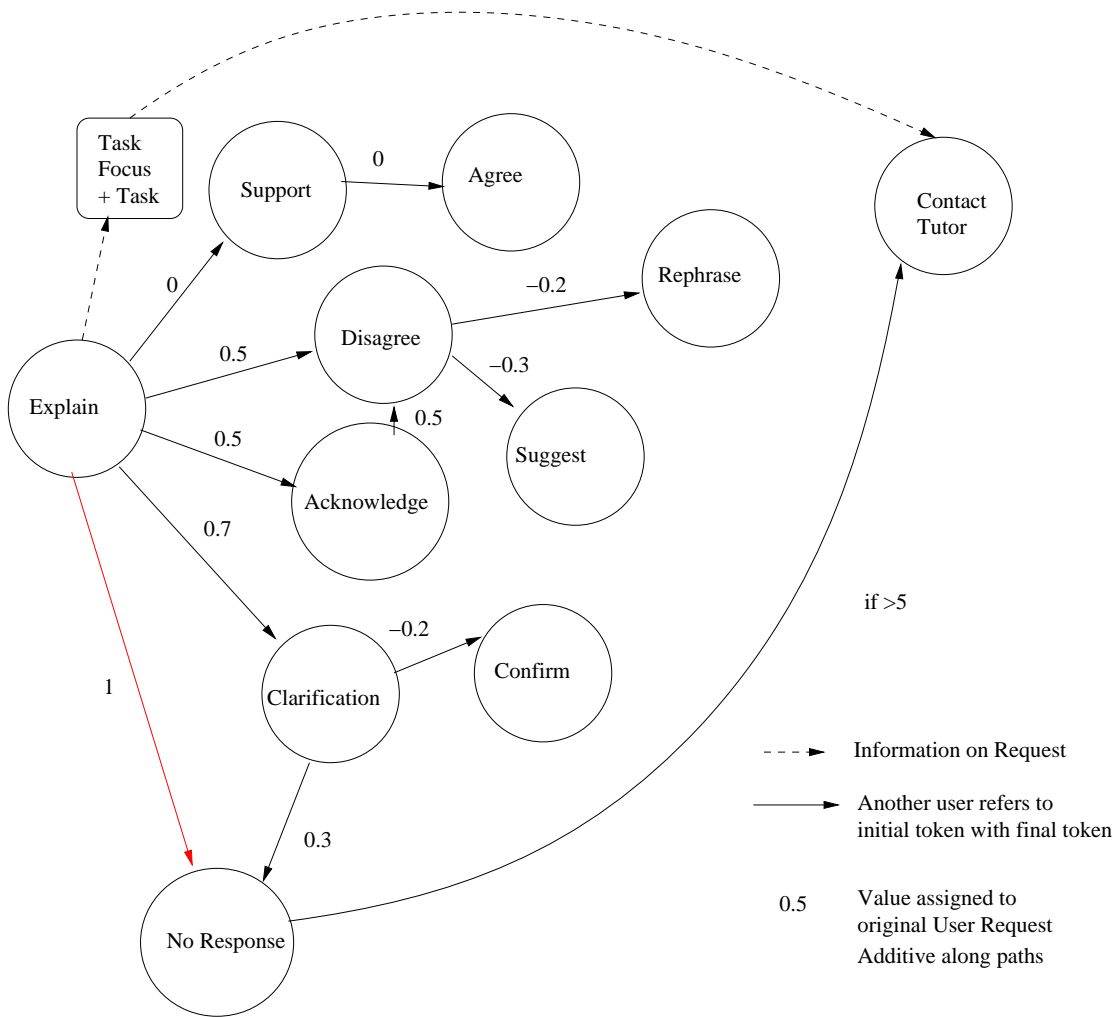 Task
Focus
+ Task
Support
0
Agree
Contact
Tutor
0
Disagree
−0.2
Rephrase
Explain
0.5
−0.3
0.5
0.5
Suggest
Acknowledge
0.7
if >5
−0.2
Clarification
Confirm
1
0.3
No Response
Information on Request
Another user refers to
initial token with final token
0.5
Value assigned to
original User Request
Additive along paths